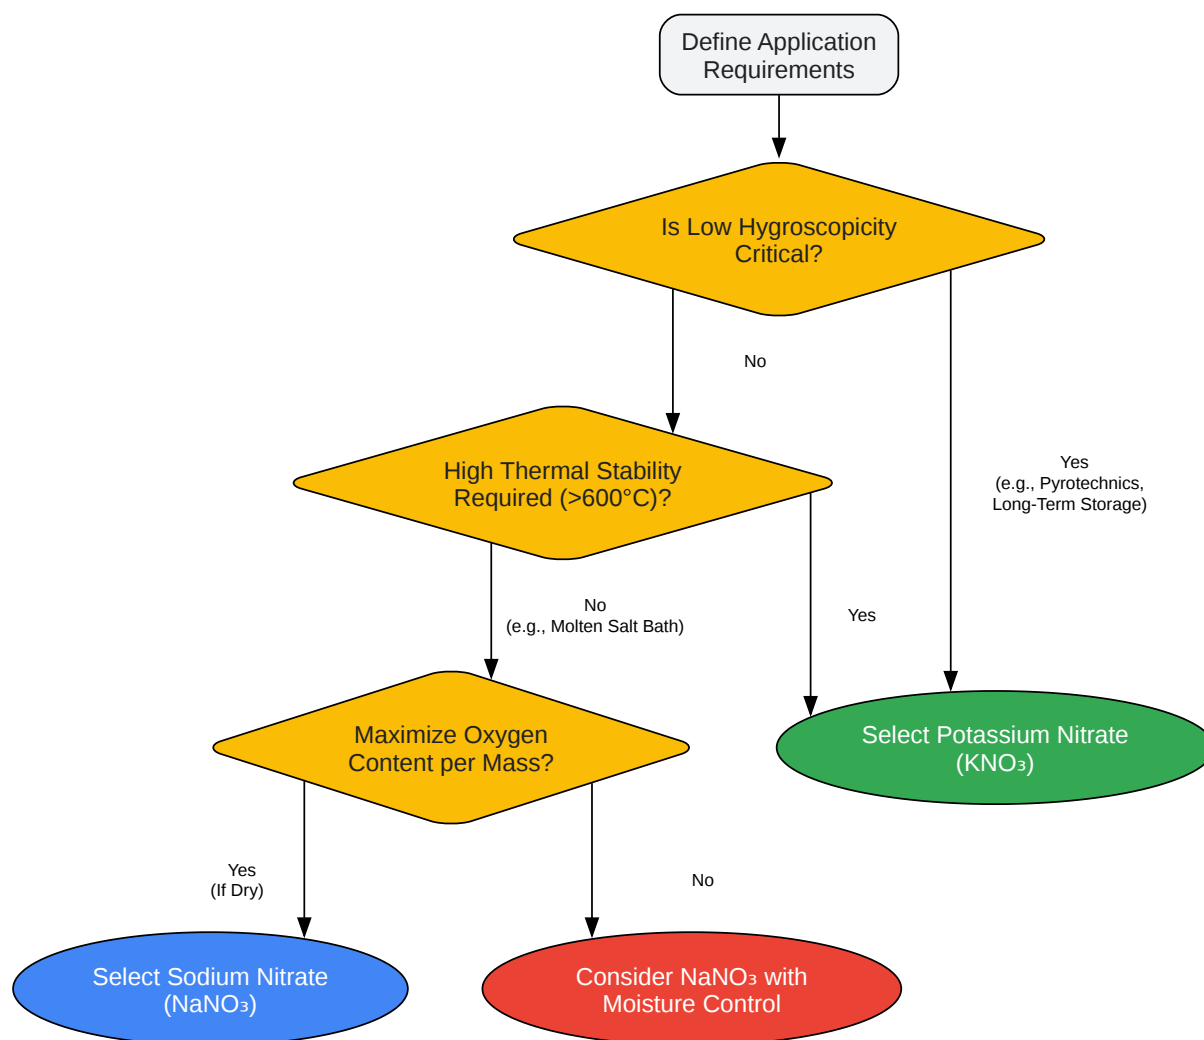 Define Application
Requirements
Is Low Hygroscopicity
Critical?
No
Yes
(e.g., Pyrotechnics,
Long-Term Storage)
High Thermal Stability
Required (>600°C)?
No
(e.g., Molten Salt Bath)
Yes
Maximize Oxygen
Content per Mass?
Select Potassium Nitrate
(KNO₃)
Yes
(If Dry)
No
Select Sodium Nitrate
(NaNO₃)
Consider NaNO₃ with
Moisture Control